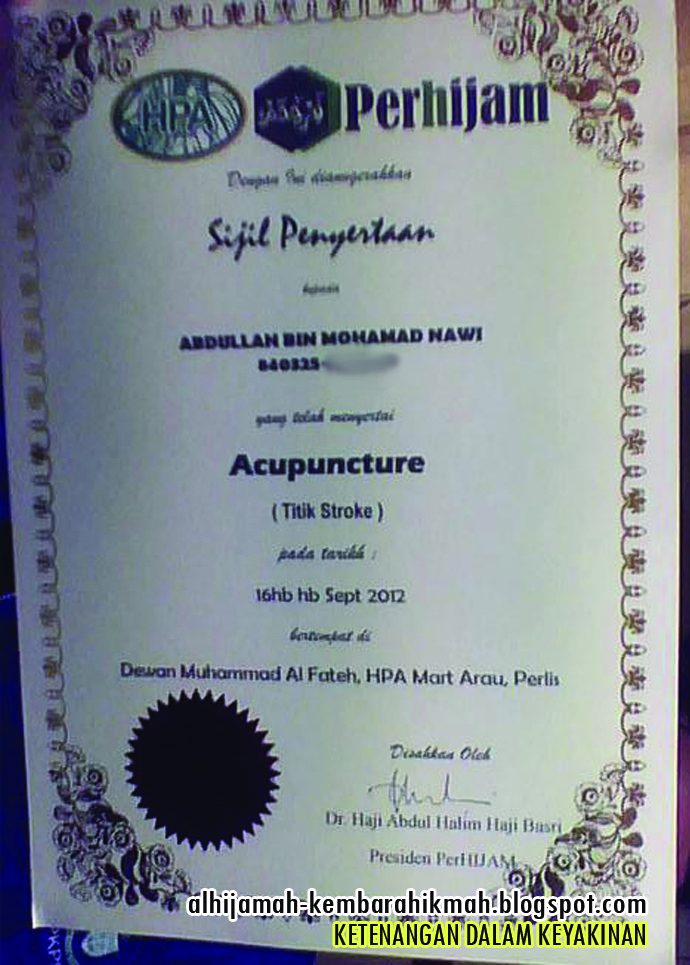 HPA
Perhijam
Dengan Ini dianugerahkan
Sijil Penyertaan
kepada
ABDULLAH BIN MOHAMAD NAWI
840325-
yang telah menyertai
Acupuncture
( Titik Stroke )
pada tarikh :
16hb hb Sept 2012
bertempat di
Dewan Muhammad Al Fateh, HPA Mart Arau, Perlis
Disahkan Oleh
Dr. Haji Abdul Halim Haji Basri
Presiden PerHIJAM
alhijamah-kembarahikmah.blogspot.com
KETENANGAN DALAM KEYAKINAN